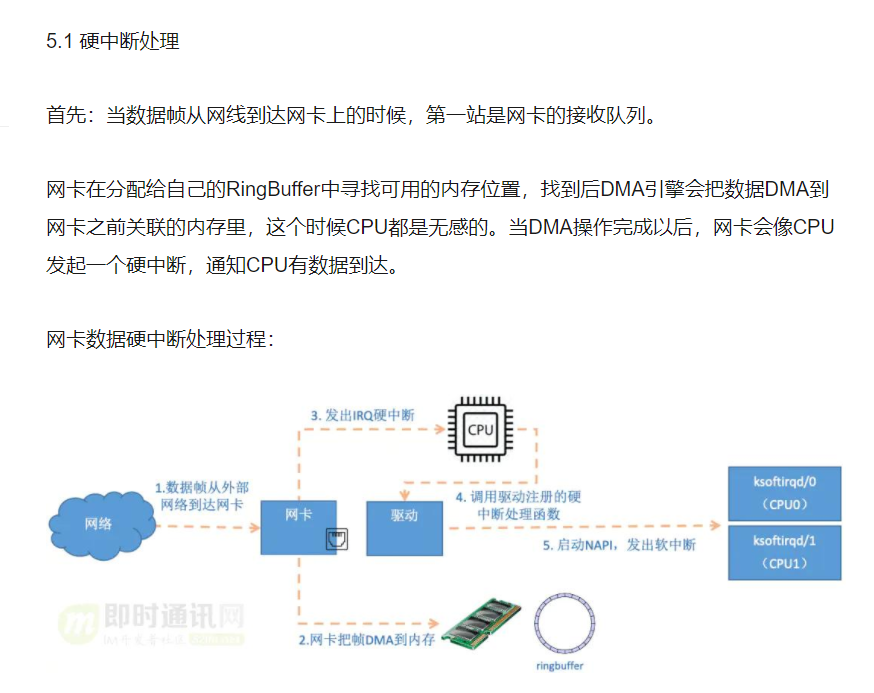 5.1 硬中断处理
首先：当数据帧从网线到达网卡上的时候，第一站是网卡的接收队列。
网卡在分配给自己的RingBuffer中寻找可用的内存位置，找到后DMA引擎会把数据DMA到
网卡之前关联的内存里，这个时候CPU都是无感的。当DMA操作完成以后，网卡会像CPU
发起一个硬中断，通知CPU有数据到达。
网卡数据硬中断处理过程：
3. 发出IRQ硬中断
CPU
1.数据帧从外部
网络到达网卡
网络
网卡
驱动
4. 调用驱动注册的硬
中断处理函数
5. 启动NAPI，发出软中断
ksoftirqd/0
（CPU0）
ksoftirqd/1
（CPU1）
即时通讯网
2.网卡把帧DMA到内存
ringbuffer